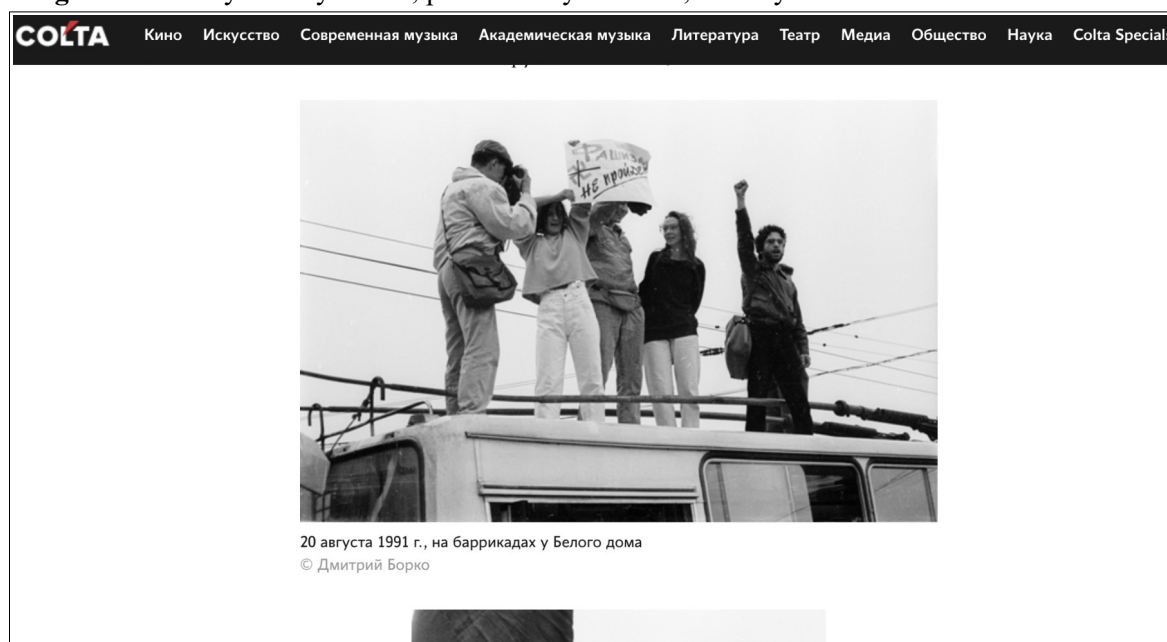 COLTA
Кино Искусство Современная музыка Академическая музыка Литература Театр Медиа Общество Наука Colta Specials
не пройдет
20 августа 1991 г., на баррикадах у Белого дома
© Дмитрий Борко